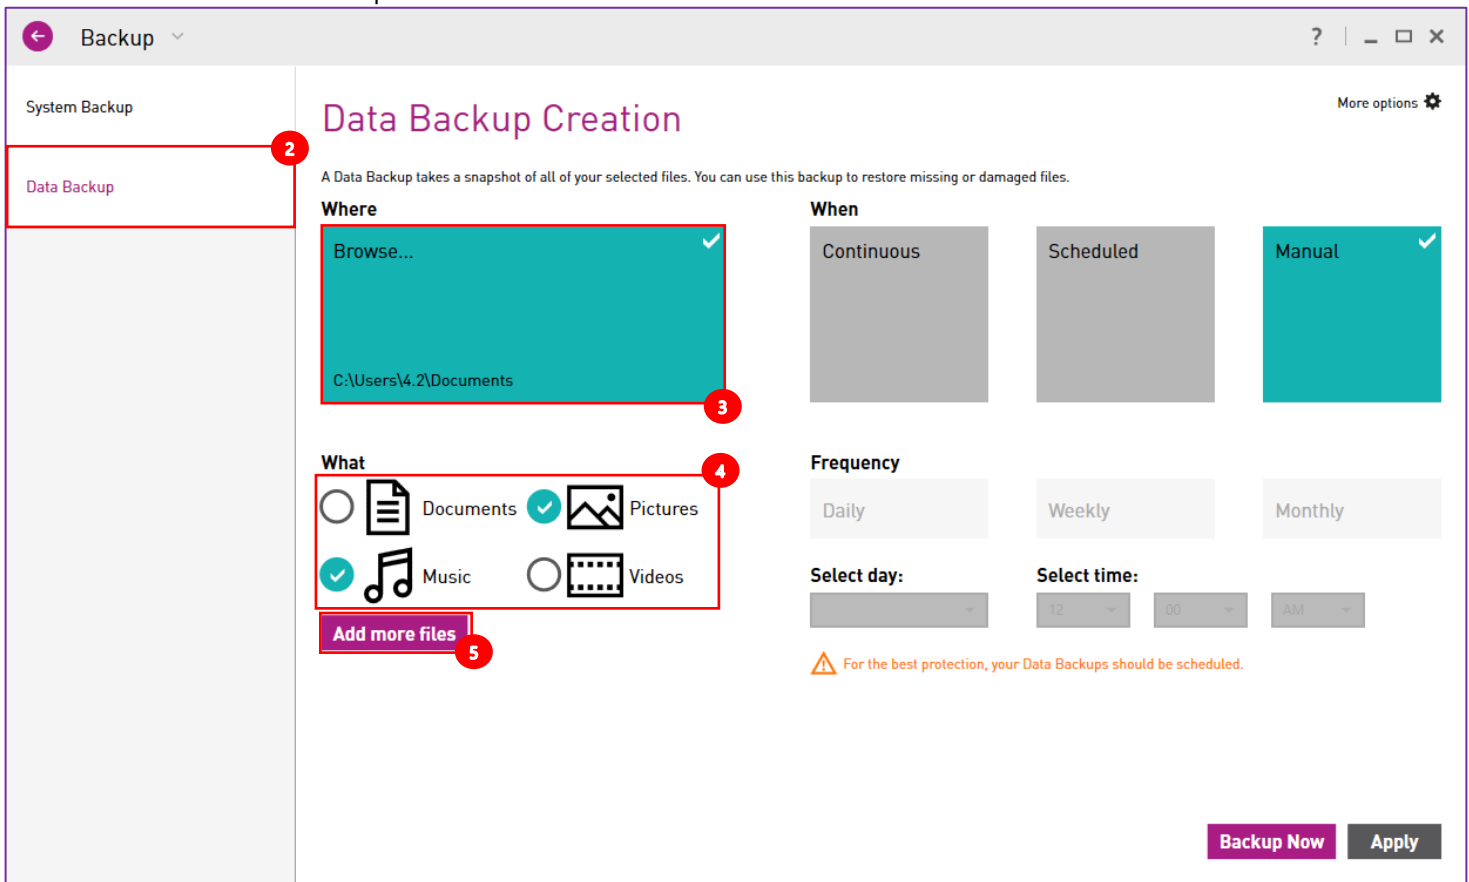 Backup
?
System Backup
Data Backup Creation
More options
2
Data Backup
A Data Backup takes a snapshot of all of your selected files. You can use this backup to restore missing or damaged files.
Where
When
Browse...
Continuous
Scheduled
Manual
C:\Users\4.2\Documents
3
What
Frequency
4
Documents
Pictures
Daily
Weekly
Monthly
Music
Videos
Select day:
Select time:
12
00
AM
Add more files
5
For the best protection, your Data Backups should be scheduled.
Backup Now
Apply